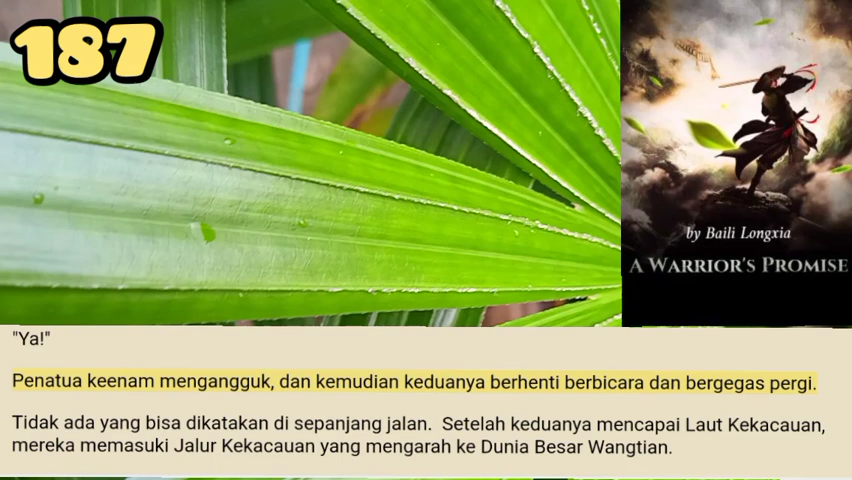 187
by Baili Longxia
A WARRIOR'S PROMISE
"Ya!"
Penatua keenam mengangguk, dan kemudian keduanya berhenti berbicara dan bergegas pergi.
Tidak ada yang bisa dikatakan di sepanjang jalan. Setelah keduanya mencapai Laut Kekacauan,
mereka memasuki Jalur Kekacauan yang mengarah ke Dunia Besar Wangtian.